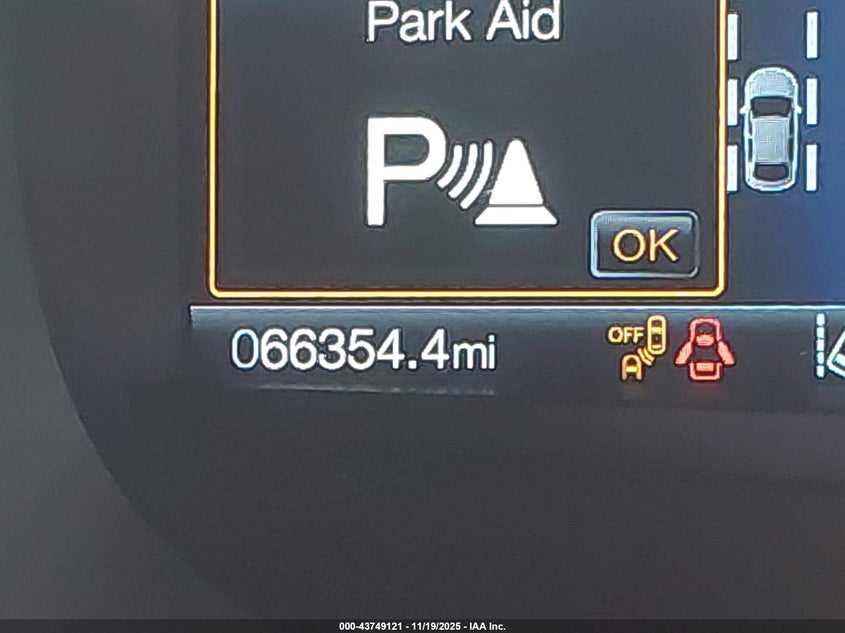 Park Aid
P
OK
066354.4mi
OFF
000-43749121 - 11/19/2025 - IAA Inc.